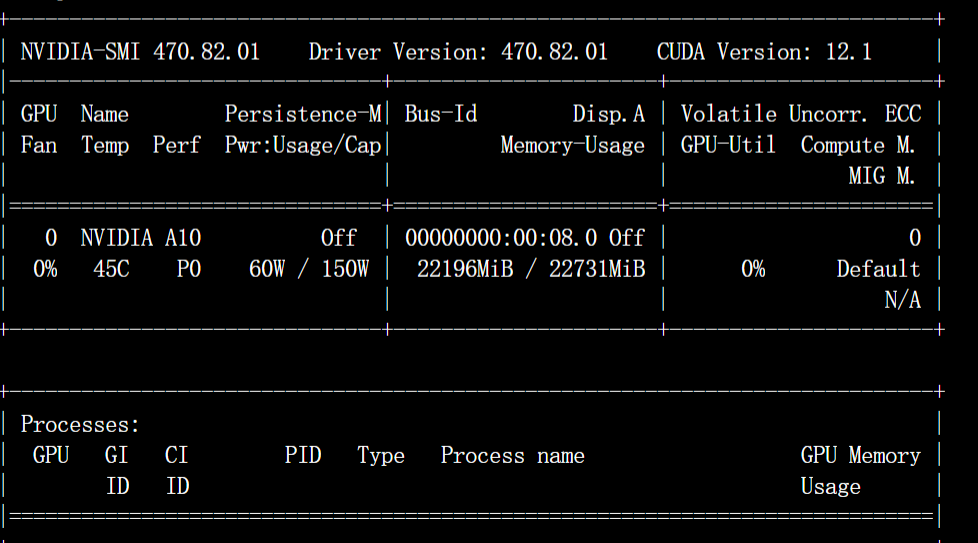 NVIDIA-SMI 470.82.01 Driver Version: 470.82.01 CUDA Version: 12.1
GPU Name Persistence-M| Bus-Id Disp.A | Volatile Uncorr. ECC
Fan Temp Perf Pwr:Usage/Cap| Memory-Usage | GPU-Util Compute M.
MIG M.
0 NVIDIA A10 Off | 00000000:00:08.0 Off | 0
0% 45C P0 60W / 150W | 22196MiB / 22731MiB | 0% Default
N/A
Processes:
GPU GI CI PID Type Process name GPU Memory
ID ID Usage